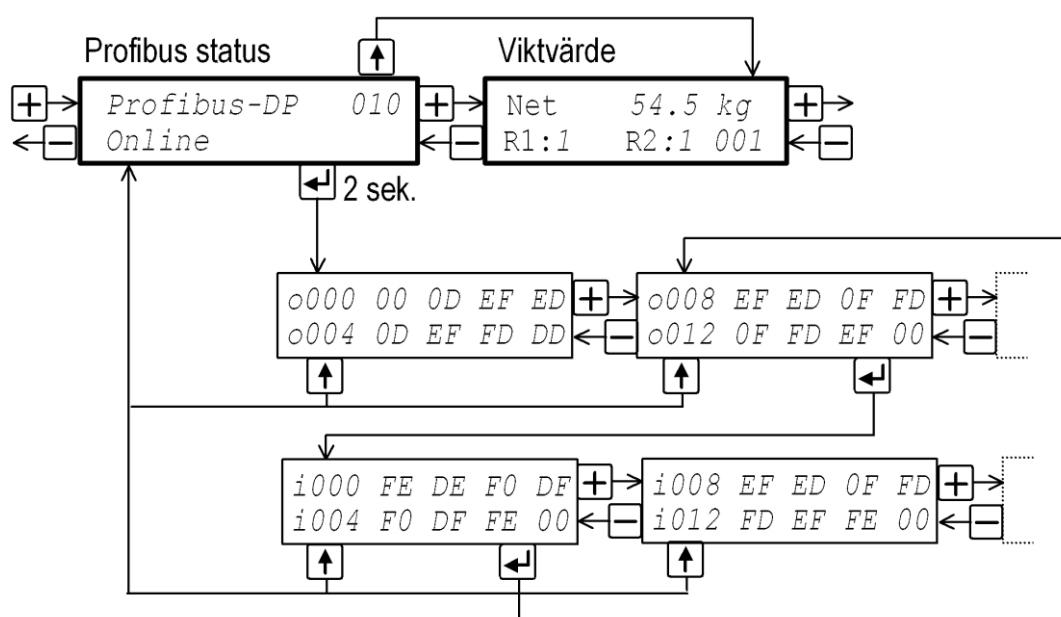 Profibus status
Viktvärde
Profibus-DP 010
Online
Net 54.5 kg
R1:1 R2:1 001
2 sek.
o000 00 0D EF ED
o004 0D EF FD DD
o008 EF ED 0F FD
o012 0F FD EF 00
i000 FE DE F0 DF
i004 F0 DF FE 00
i008 EF ED 0F FD
i012 FD EF FE 00